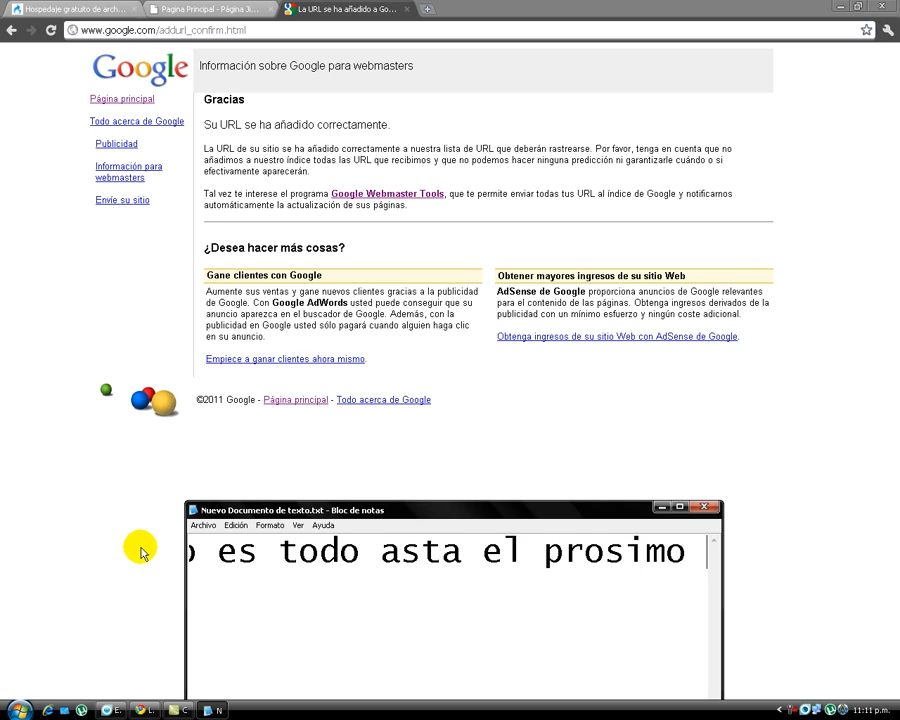 Hospedaje gratuito de arch...
Pagina Principal - Página Ji...
La URL se ha añadido a Go...
www.google.com/addurl_confirm.html
Google
Información sobre Google para webmasters
Página principal
Todo acerca de Google
Publicidad
Información para
webmasters
Envíe su sitio
Gracias
Su URL se ha añadido correctamente.
La URL de su sitio se ha añadido correctamente a nuestra lista de URL que deberán rastrearse. Por favor, tenga en cuenta que no
añadimos a nuestro índice todas las URL que recibimos y que no podemos hacer ninguna predicción ni garantizarle cuándo o si
efectivamente aparecerán.
Tal vez te interese el programa Google Webmaster Tools, que te permite enviar todas tus URL al índice de Google y notificarnos
automáticamente la actualización de sus páginas.
¿Desea hacer más cosas?
Gane clientes con Google
Aumente sus ventas y gane nuevos clientes gracias a la publicidad
de Google. Con Google AdWords usted puede conseguir que su
anuncio aparezca en el buscador de Google. Además, con la
publicidad en Google usted sólo pagará cuando alguien haga clic
en su anuncio.
Empiece a ganar clientes ahora mismo.
Obtener mayores ingresos de su sitio Web
AdSense de Google proporciona anuncios de Google relevantes
para el contenido de las páginas. Obtenga ingresos derivados de la
publicidad con un mínimo esfuerzo y ningún coste adicional.
Obtenga ingresos de su sitio Web con AdSense de Google.
©2011 Google - Página principal - Todo acerca de Google
Nuevo Documento de texto.txt - Bloc de notas
Archivo Edición Formato Ver Ayuda
o es todo asta el prosimo
E. L. C N
11:11 p.m.